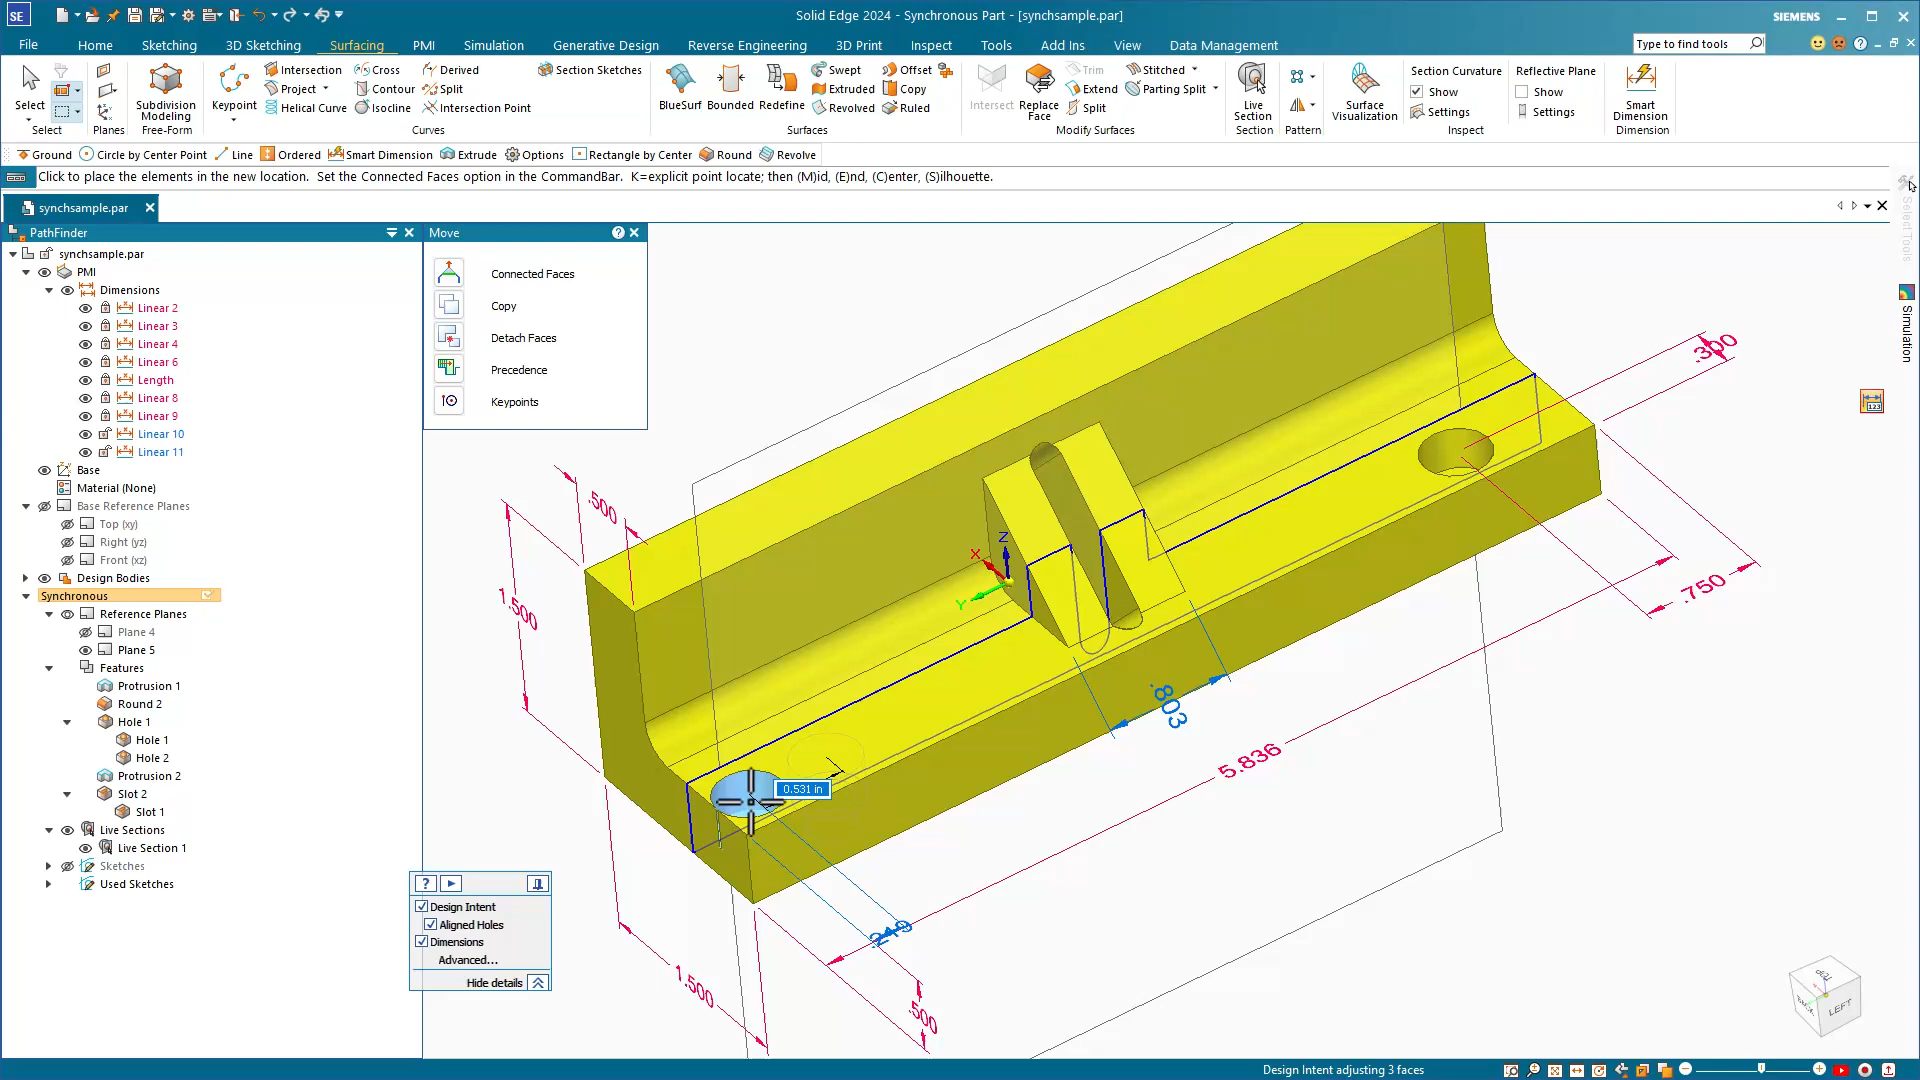 SE
Solid Edge 2024 - Synchronous Part - [synchsample.par]
SIEMENS
File Home Sketching 3D Sketching Surfacing PMI Simulation Generative Design Reverse Engineering 3D Print Inspect Tools Add Ins View Data Management
Type to find tools
Select
Select
Planes
Subdivision Modeling
Free-Form
Keypoint
Intersection Cross Derived
Project Contour Split
Helical Curve Isocline Intersection Point
Curves
Section Sketches
BlueSurf Bounded Redefine
Swept Offset
Extruded Copy
Revolved Ruled
Surfaces
Intersect Replace Face
Trim Stitched
Extend Parting Split
Split
Modify Surfaces
Live Section
Section
Pattern
Surface Visualization
Section Curvature
Show
Settings
Reflective Plane
Show
Settings
Inspect
Smart Dimension
Dimension
Ground Circle by Center Point Line Ordered Smart Dimension Extrude Options Rectangle by Center Round Revolve
Click to place the elements in the new location. Set the Connected Faces option in the CommandBar. K=explicit point locate; then (M)id, (E)nd, (C)enter, (S)ilhouette.
synchsample.par
PathFinder
synchsample.par
PMI
Dimensions
Linear 2
Linear 3
Linear 4
Linear 6
Length
Linear 8
Linear 9
Linear 10
Linear 11
Base
Material (None)
Base Reference Planes
Top (xy)
Right (yz)
Front (xz)
Design Bodies
Synchronous
Reference Planes
Plane 4
Plane 5
Features
Protrusion 1
Round 2
Hole 1
Hole 1
Hole 2
Protrusion 2
Slot 2
Slot 1
Live Sections
Live Section 1
Sketches
Used Sketches
Move
Connected Faces
Copy
Detach Faces
Precedence
Keypoints
.500
1.500
X
Y
Z
.300
.750
.803
5.836
0.531 in
.249
1.500
.500
Design Intent
Aligned Holes
Dimensions
Advanced...
Hide details
Select Tools
Simulation
123
TOP
BACK
LEFT
Design Intent adjusting 3 faces